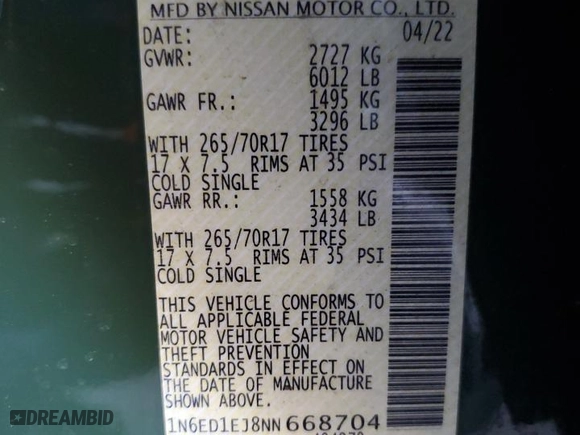 MFD BY NISSAN MOTOR CO., LTD.
DATE: 04/22
GVWR: 2727 KG
6012 LB
GAWR FR.: 1495 KG
3296 LB
WITH 265/70R17 TIRES
17 X 7.5 RIMS AT 35 PSI
COLD SINGLE
GAWR RR.: 1558 KG
3434 LB
WITH 265/70R17 TIRES
17 X 7.5 RIMS AT 35 PSI
COLD SINGLE
THIS VEHICLE CONFORMS TO
ALL APPLICABLE FEDERAL
MOTOR VEHICLE SAFETY AND
THEFT PREVENTION
STANDARDS IN EFFECT ON
THE DATE OF MANUFACTURE
SHOWN ABOVE.
1N6ED1EJ8NN 668704
DREAMBID